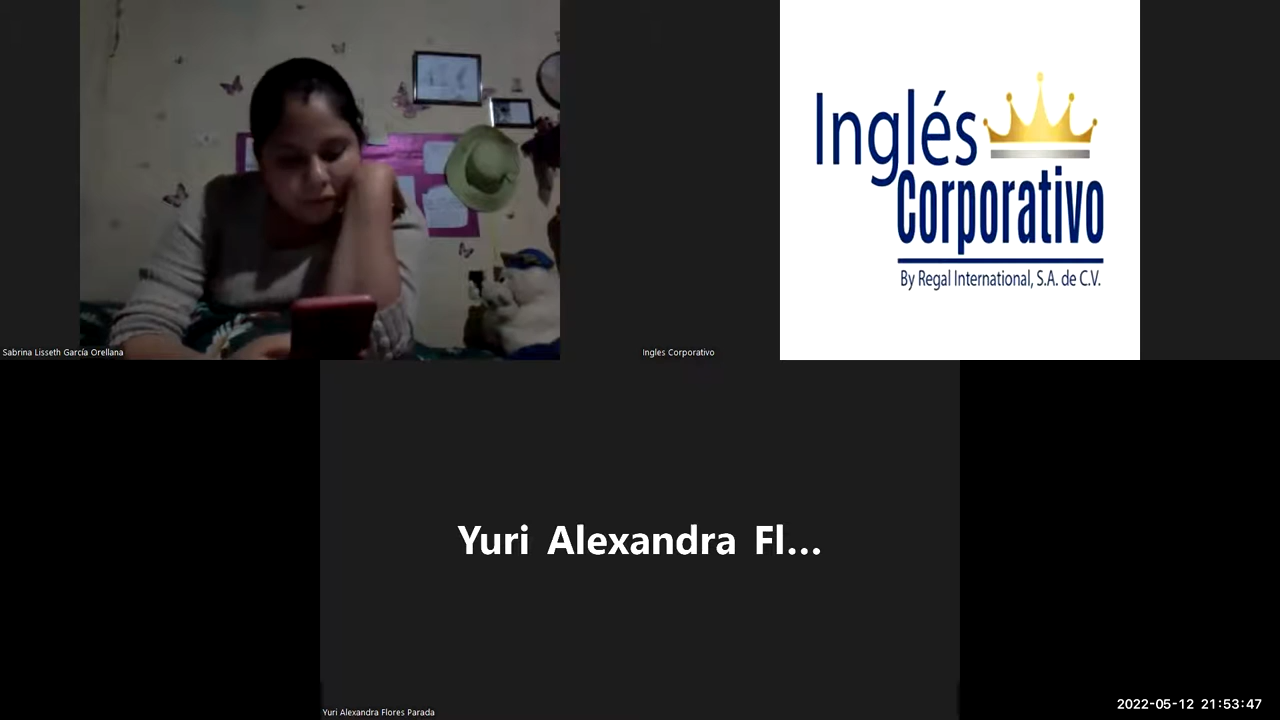 Inglés
Corporativo
By Regal International, S.A. de C.V.
Sabrina Lisseth García Orellana
Ingles Corporativo
Yuri Alexandra Fl...
Yuri Alexandra Flores Parada
2022-05-12 21:53:47